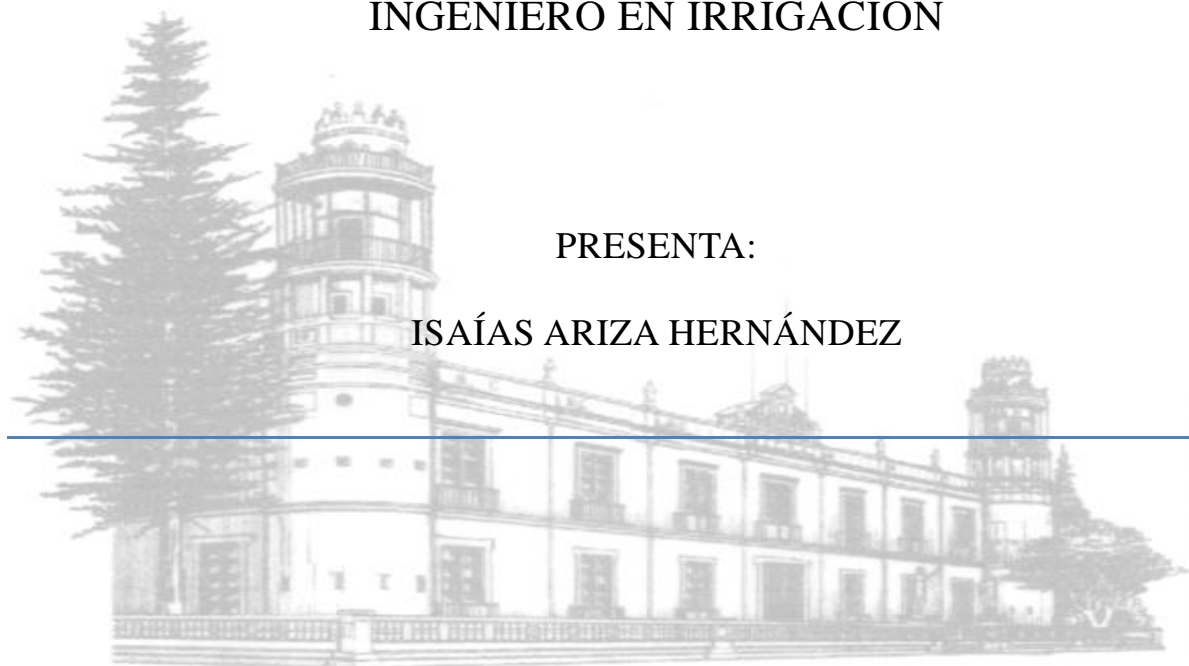 INGENIERO EN IRRIGACIÓN
PRESENTA:
ISAÍAS ARIZA HERNÁNDEZ